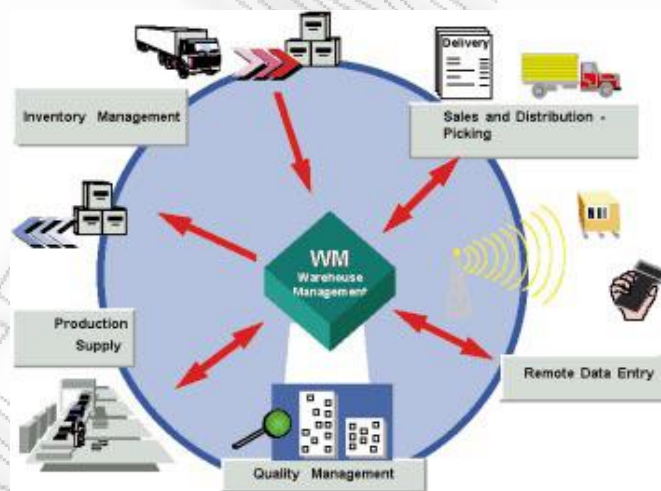 Delivery
Inventory Management
Sales and Distribution -
Picking
WM
Warehouse
Management
Production
Supply
Remote Data Entry
Quality Management